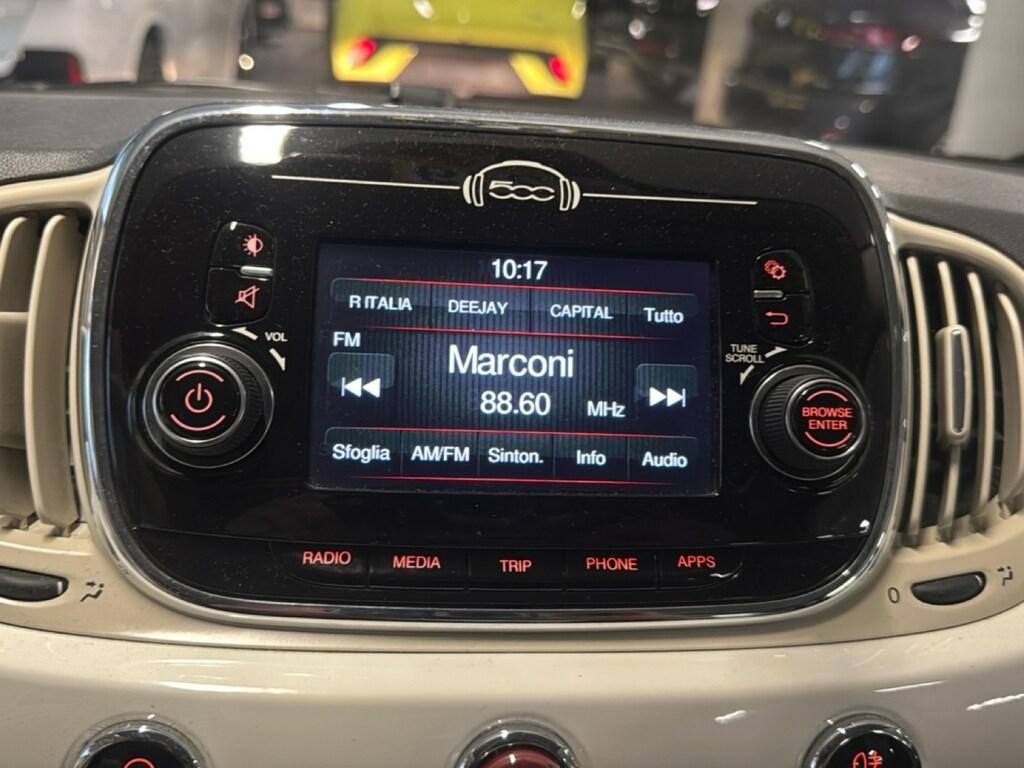 500
10:17
R ITALIA DEEJAY CAPITAL Tutto
FM
VOL
TUNE
SCROLL
Marconi
88.60 MHz
BROWSE
ENTER
Sfoglia AM/FM Sinton. Info Audio
RADIO MEDIA TRIP PHONE APPS
0